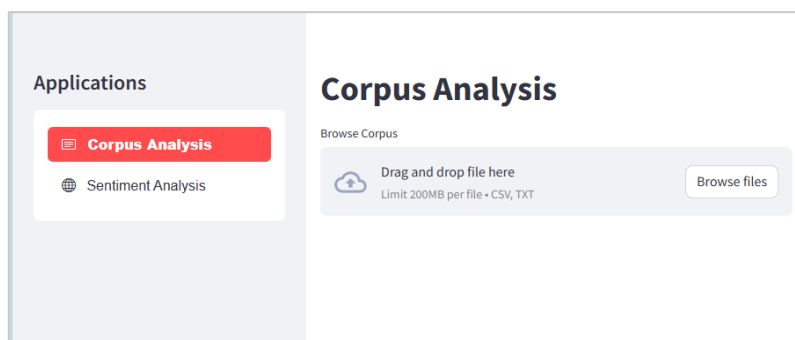 Applications
Corpus Analysis
Sentiment Analysis
Corpus Analysis
Browse Corpus
Drag and drop file here
Limit 200MB per file • CSV, TXT
Browse files